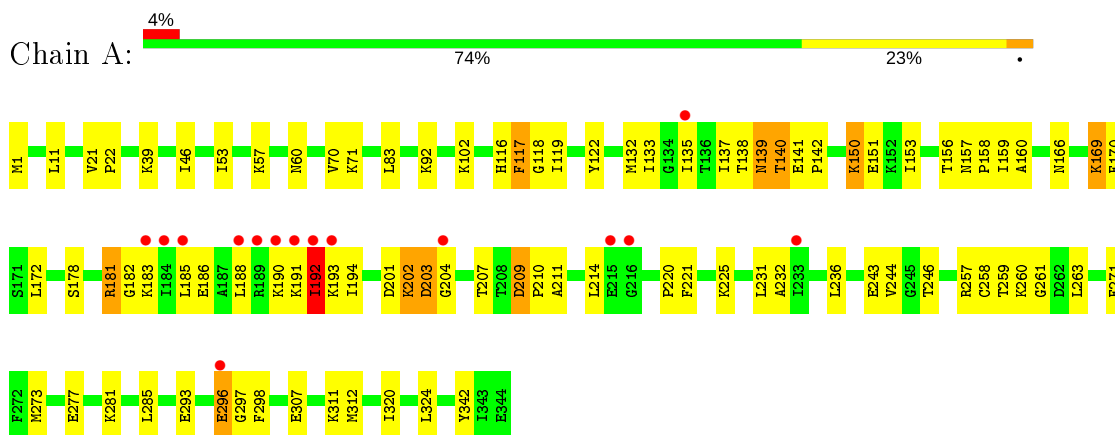 4%
Chain A:
74% 23% •
M1 L11 V21 P22 K39 I46 I53 K57 N60 V70 K71 L83 K92 K102 H116 F117 G118 I119 Y122 M132 I133 G134 I135 T136 I137 T138 N139 T140 E141 P142 K150 E151 K152 I153 T156 N157 P158 I159 A160 N166 K169
S171 L172 S178 R181 G182 K183 I184 L185 E186 A187 L188 R189 K190 K191 I192 K193 I194 D201 K202 D203 G204 T207 T208 D209 P210 A211 L214 E215 G216 P220 F221 K225 L231 A232 I233 L236 E243 V244 G245 T246 R257 C258 T259 K260 G261 D262 L263
F272 M273 E277 K281 L285 E293 E296 G297 F298 E307 K311 M312 I320 L324 Y342 I343 E344